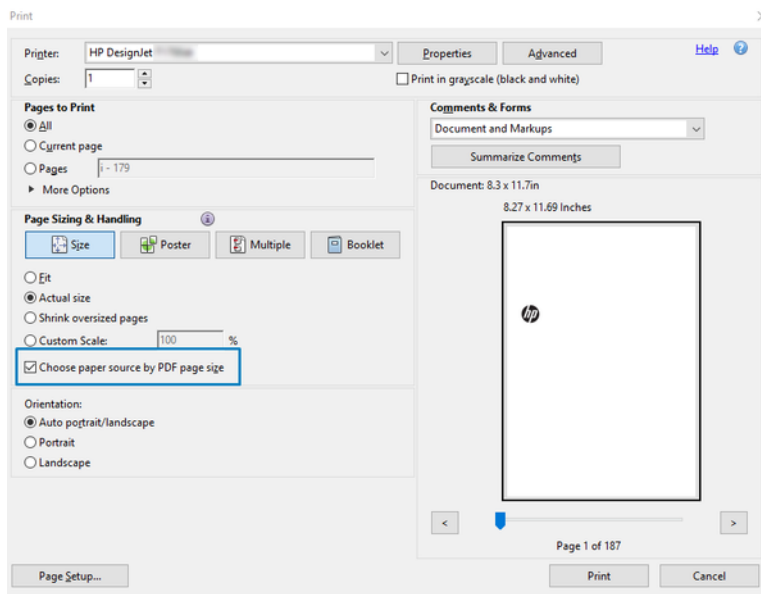 Print
Printer: HP DesignJet
Properties
Advanced
Help
Copies: 1
Print in grayscale (black and white)
Pages to Print
All
Current page
Pages i - 179
More Options
Page Sizing & Handling
Size
Poster
Multiple
Booklet
Fit
Actual size
Shrink oversized pages
Custom Scale: 100 %
Choose paper source by PDF page size
Orientation:
Auto portrait/landscape
Portrait
Landscape
Comments & Forms
Document and Markups
Summarize Comments
Document: 8.3 x 11.7in
8.27 x 11.69 Inches
hp
<
>
Page 1 of 187
Page Setup...
Print
Cancel